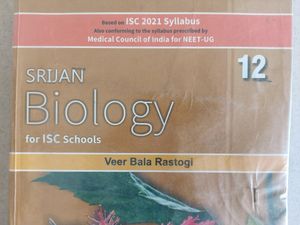 Based on ISC 2021 Syllabus
Also conforming to the syllabus prescribed by
Medical Council of India for NEET-UG
12
SRIJAN
Biology
for ISC Schools
Veer Bala Rastogi